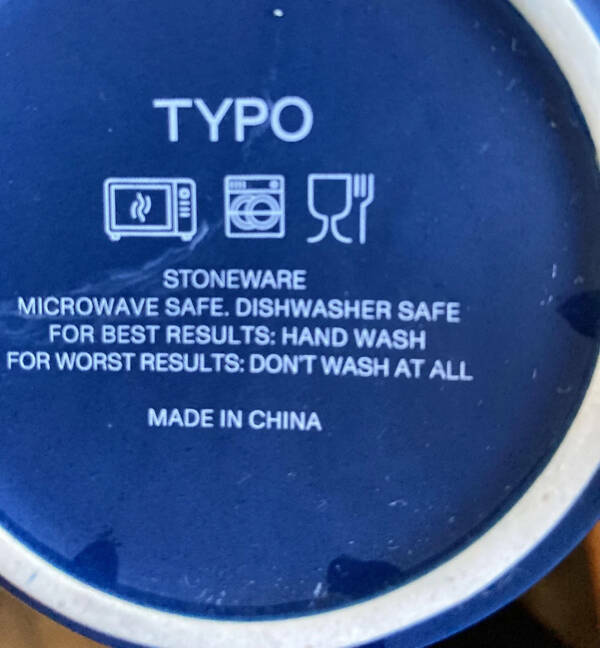 TYPO
STONEWARE
MICROWAVE SAFE. DISHWASHER SAFE
FOR BEST RESULTS: HAND WASH
FOR WORST RESULTS: DON'T WASH AT ALL
MADE IN CHINA